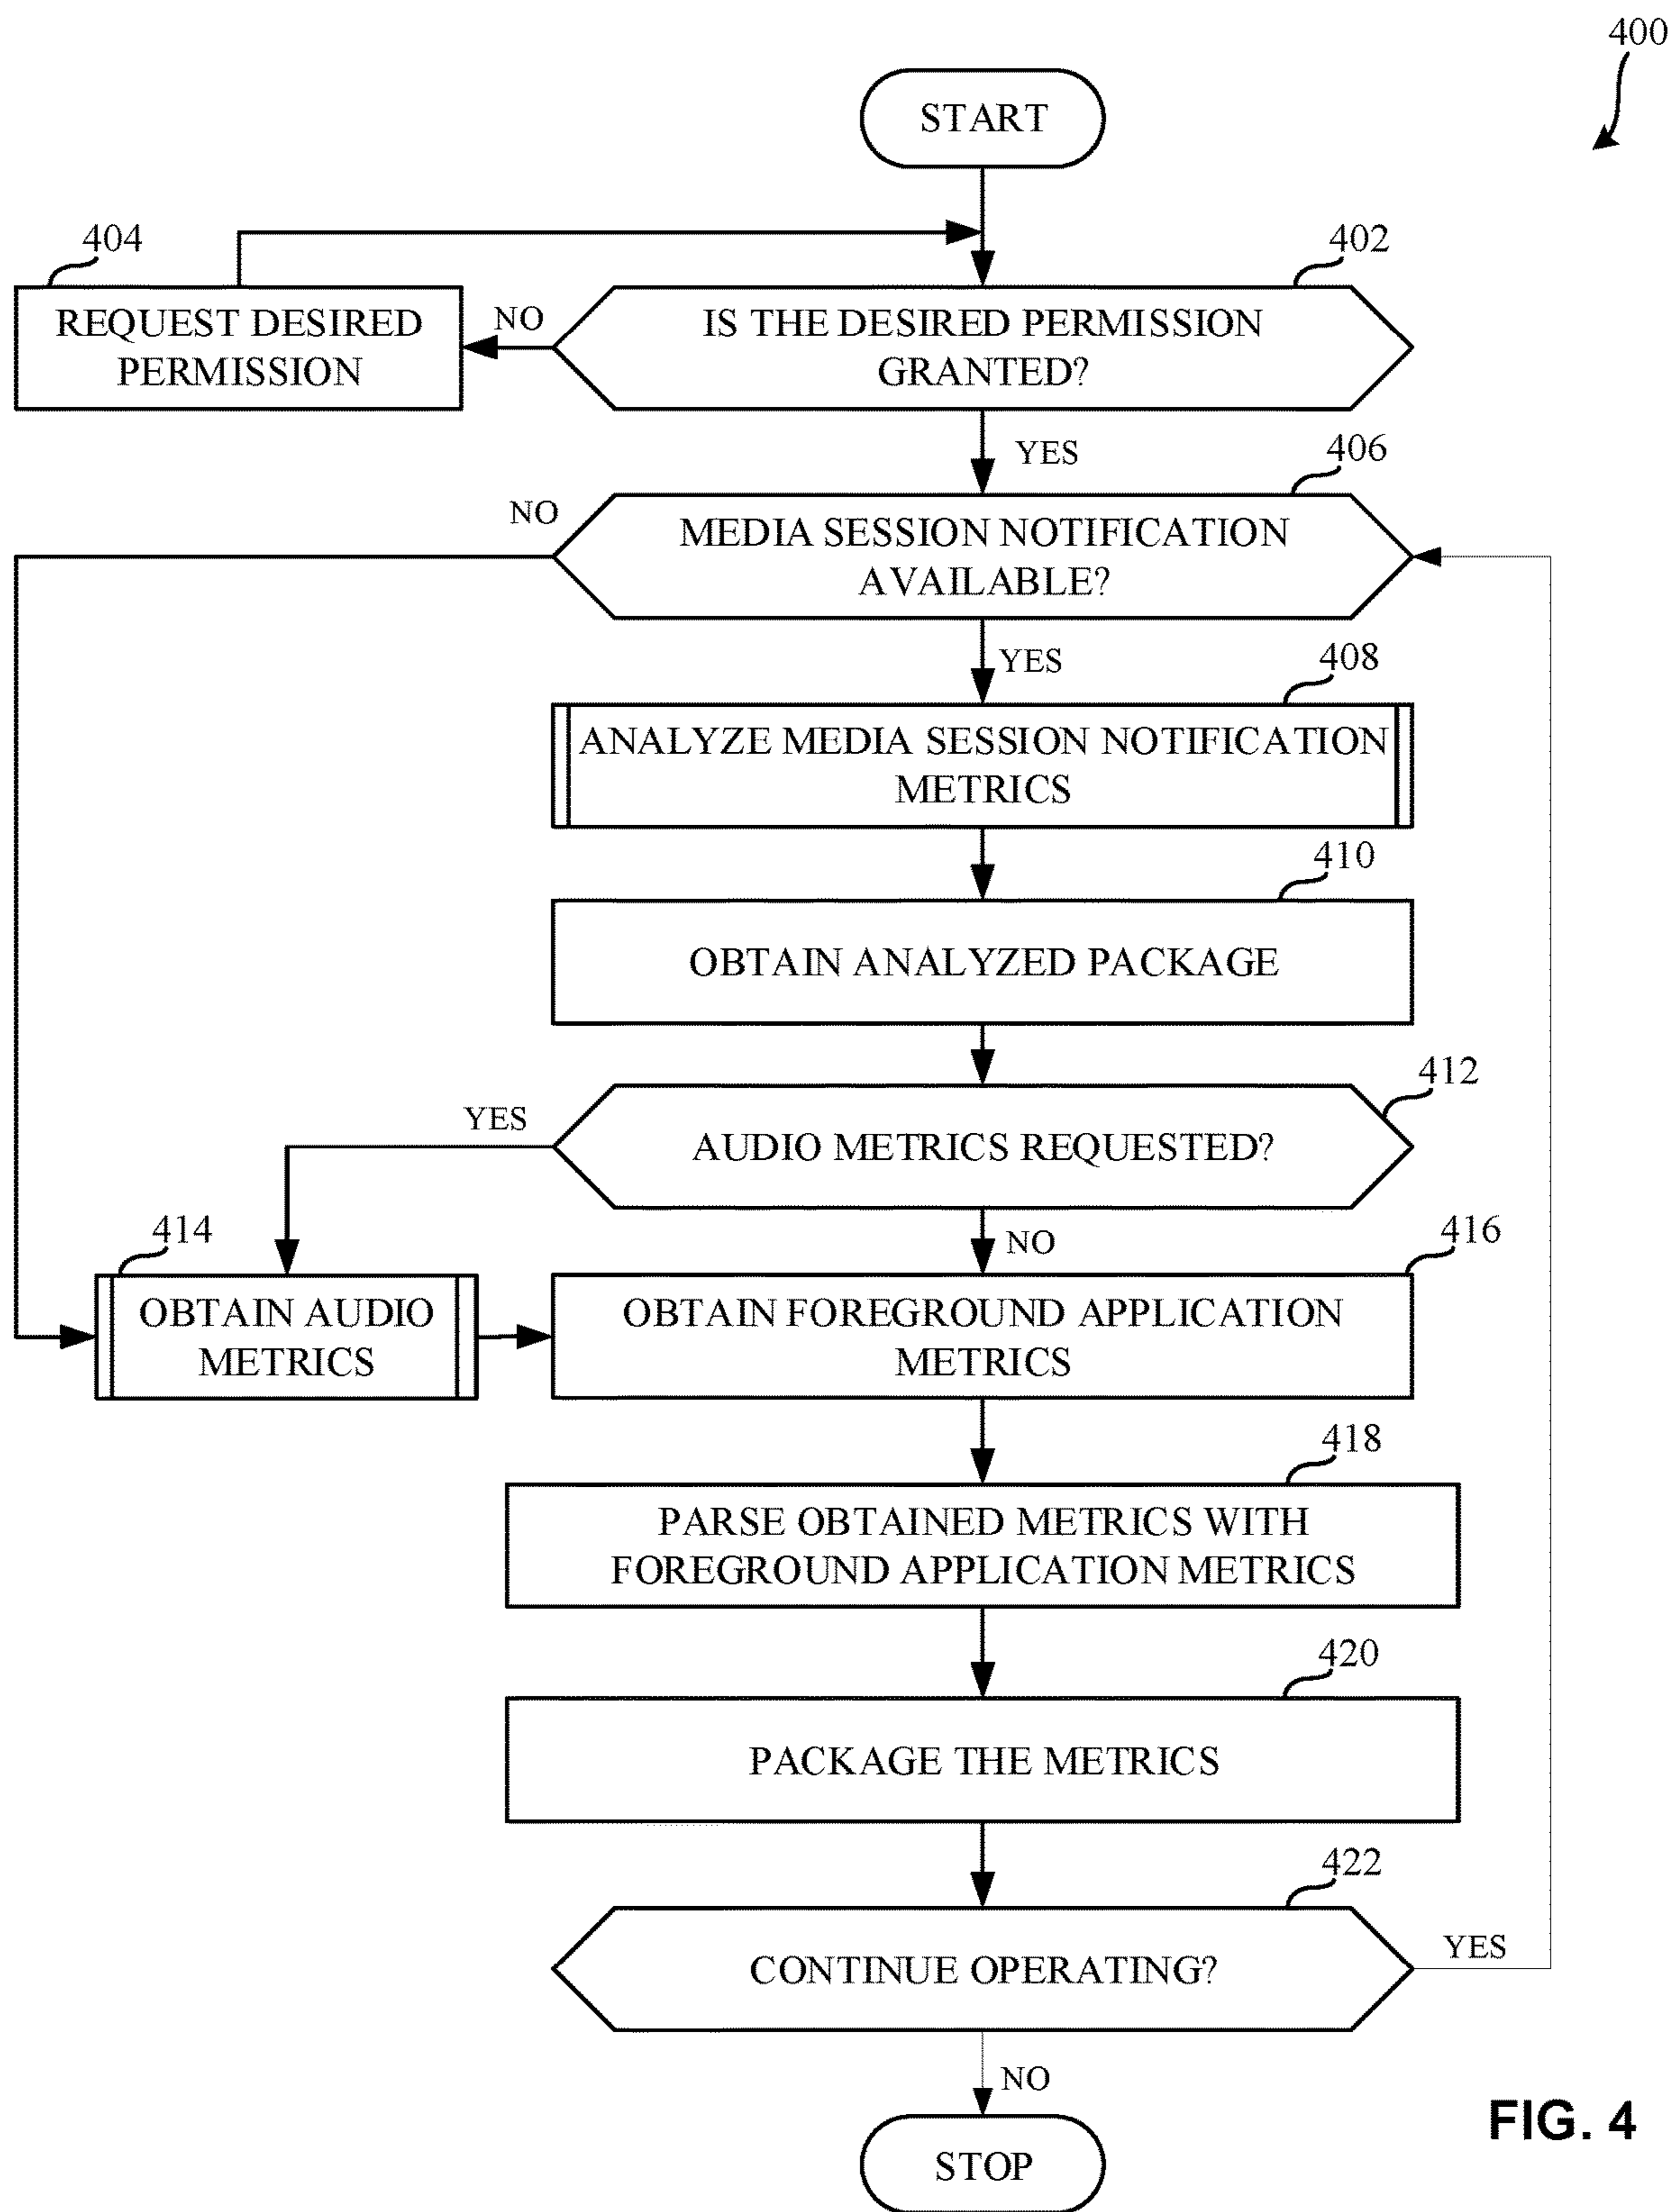 400
START
404
402
REQUEST DESIRED
PERMISSION
NO
IS THE DESIRED PERMISSION
GRANTED?
YES
406
NO
MEDIA SESSION NOTIFICATION
AVAILABLE?
YES
408
ANALYZE MEDIA SESSION NOTIFICATION
METRICS
410
OBTAIN ANALYZED PACKAGE
412
YES
AUDIO METRICS REQUESTED?
414
NO
416
OBTAIN AUDIO
METRICS
OBTAIN FOREGROUND APPLICATION
METRICS
418
PARSE OBTAINED METRICS WITH
FOREGROUND APPLICATION METRICS
420
PACKAGE THE METRICS
422
CONTINUE OPERATING?
YES
NO
STOP
FIG. 4